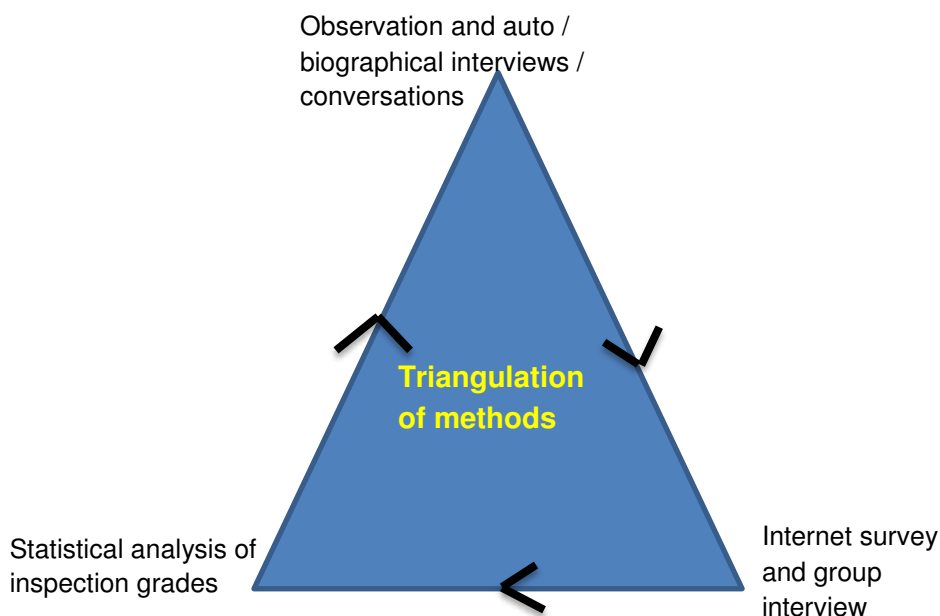 Observation and auto /
biographical interviews /
conversations
Triangulation
of methods
Statistical analysis of
inspection grades
Internet survey
and group
interview